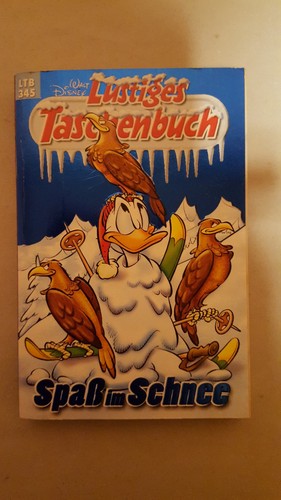 LTB
345
Walt
Disney
Lustiges
Taschenbuch
Spaß im Schnee